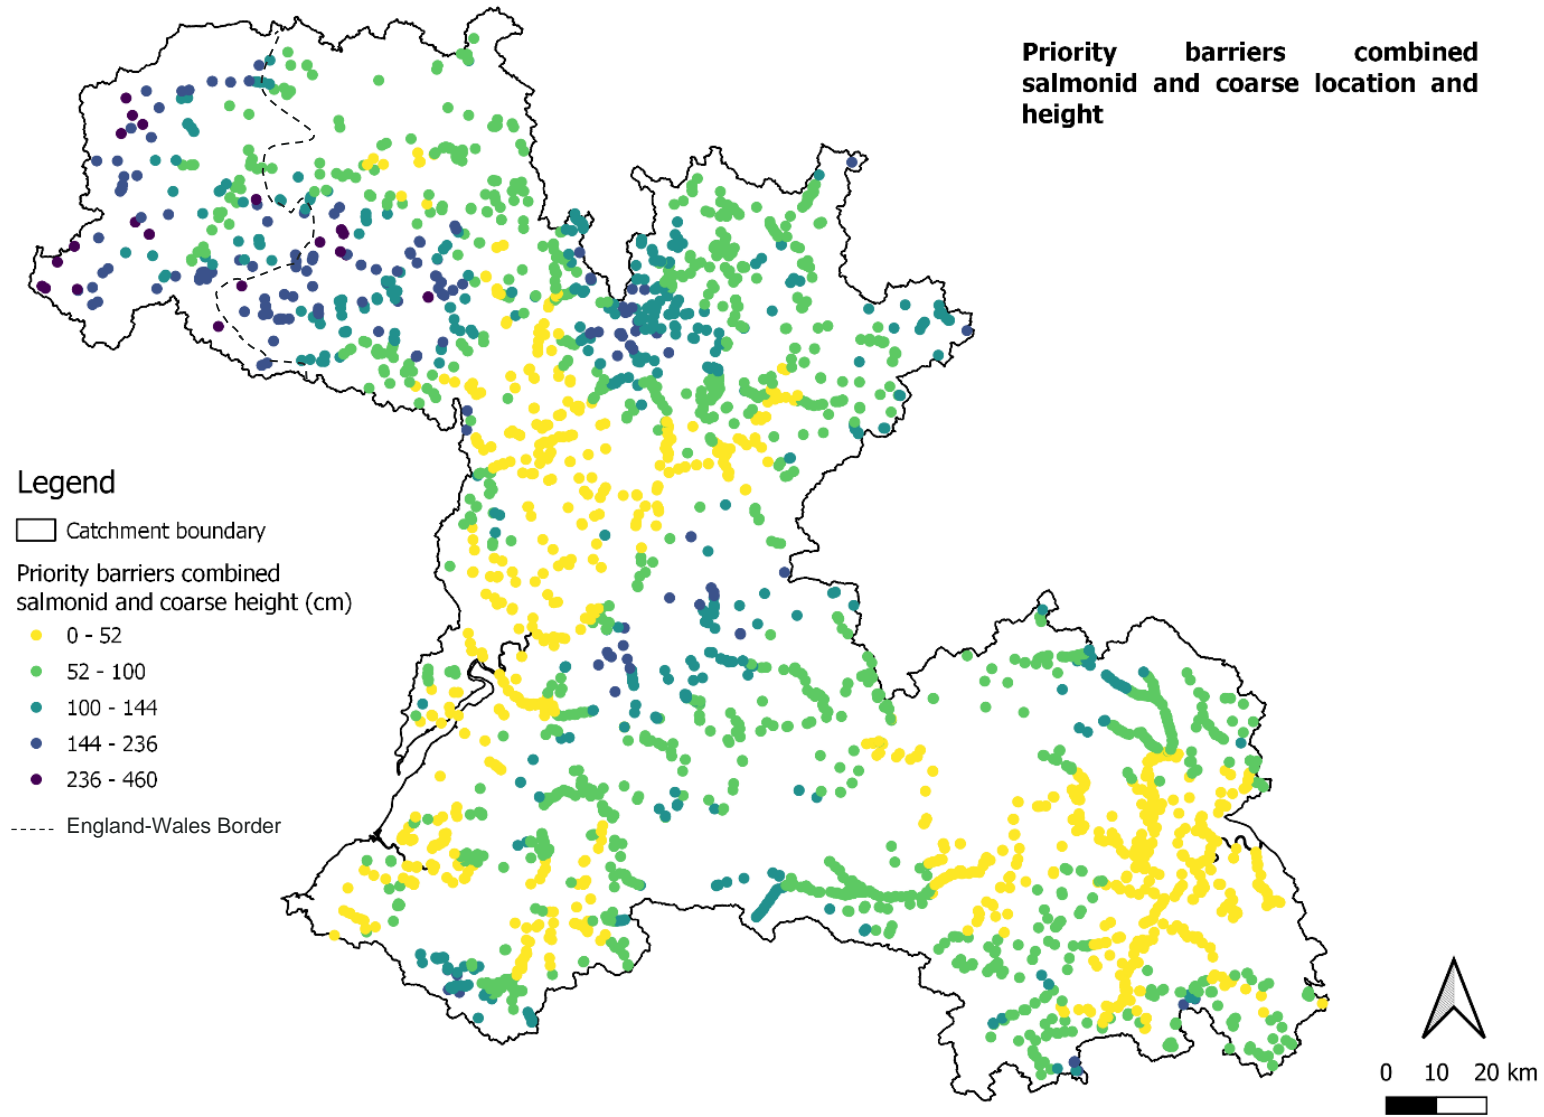 Priority barriers combined
salmonid and coarse location and
height
Legend
Catchment boundary
Priority barriers combined
salmonid and coarse height (cm)
0 - 52
52 - 100
100 - 144
144 - 236
236 - 460
England-Wales Border
0 10 20 km